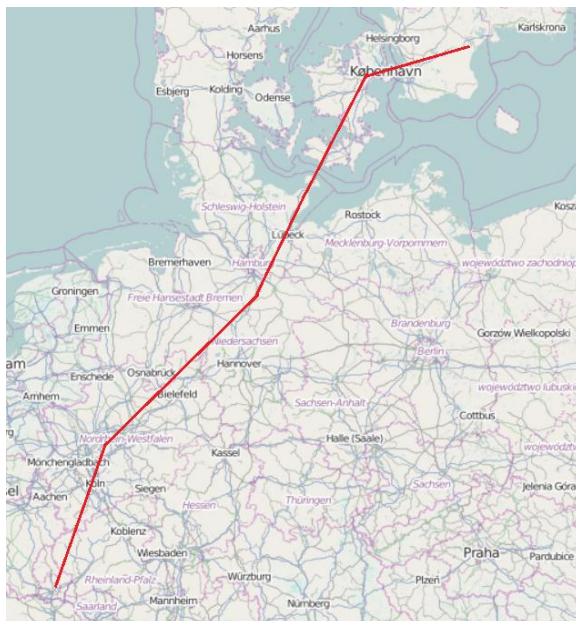 Aarhus
Helsingborg
Karlskrona
Horsens
København
Esbjerg
Kolding
Odense
Schleswig-Holstein
Rostock
Lübeck
Mecklenburg-Vorpommern
Bremerhaven
Hamburg
województwo zachodniop
Groningen
Freie Hansestadt Bremen
Emmen
Brandenburg
Gorzów Wielkopolski
Niedersachsen
Berlin
am
Hannover
Enschede
Osnabrück
województwo lubuski
Arnhem
Bielefeld
Sachsen-Anhalt
Cottbus
Nordrhein-Westfalen
Halle (Saale)
Kassel
Mönchengladbach
Köln
Siegen
Sachsen
Jelenia Góra
sel
Aachen
Hessen
Thüringen
Koblenz
Wiesbaden
Praha
Pardubice
Rheinland-Pfalz
Würzburg
Plzeň
Saarland
Mannheim
Nürnberg